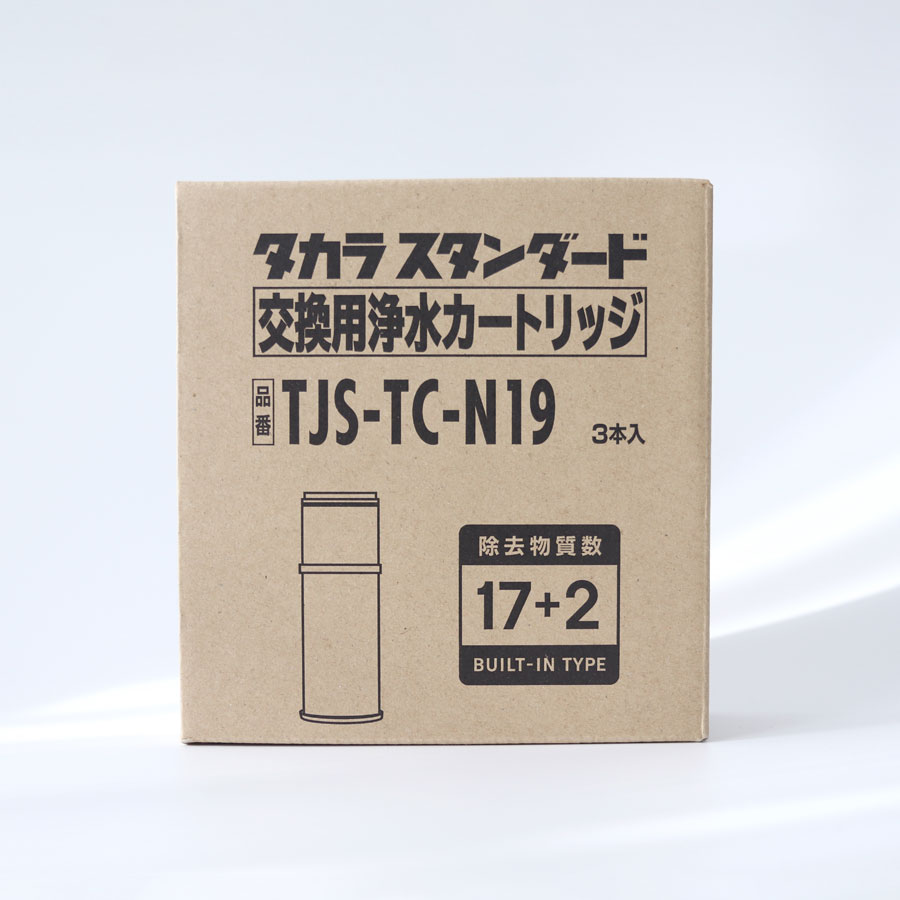 タカラスタンダード
交換用浄水カートリッジ
品番 TJS-TC-N19 3本入
除去物質数
17+2
BUILT-IN TYPE